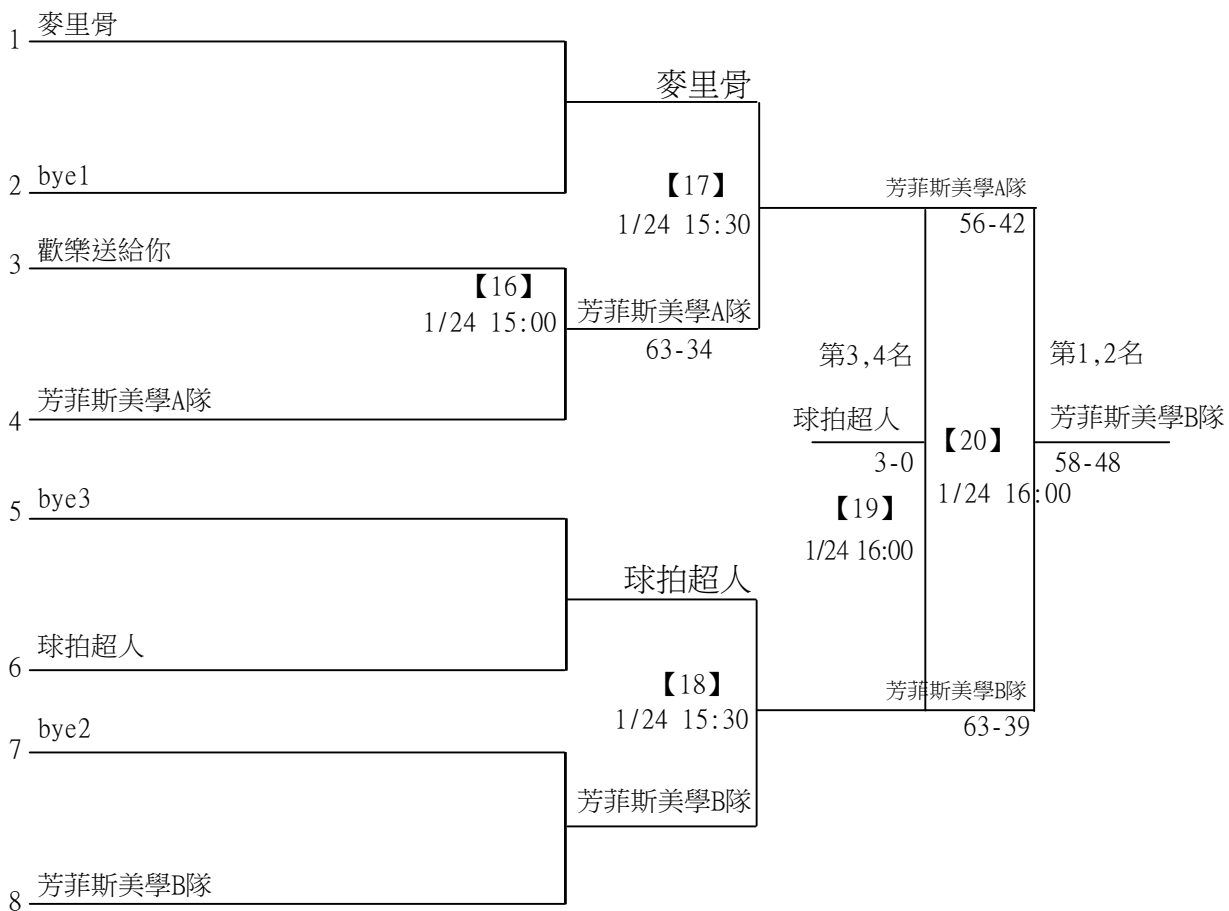 1 麥里骨
麥里骨
2 bye1
【17】
1/24 15:30
芳菲斯美學A隊
56-42
3 歡樂送給你
【16】
1/24 15:00
芳菲斯美學A隊
63-34
第3,4名
第1,2名
4 芳菲斯美學A隊
球拍超人
3-0
【20】
1/24 16:00
芳菲斯美學B隊
58-48
【19】
1/24 16:00
5 bye3
球拍超人
6 球拍超人
【18】
1/24 15:30
芳菲斯美學B隊
63-39
7 bye2
芳菲斯美學B隊
8 芳菲斯美學B隊